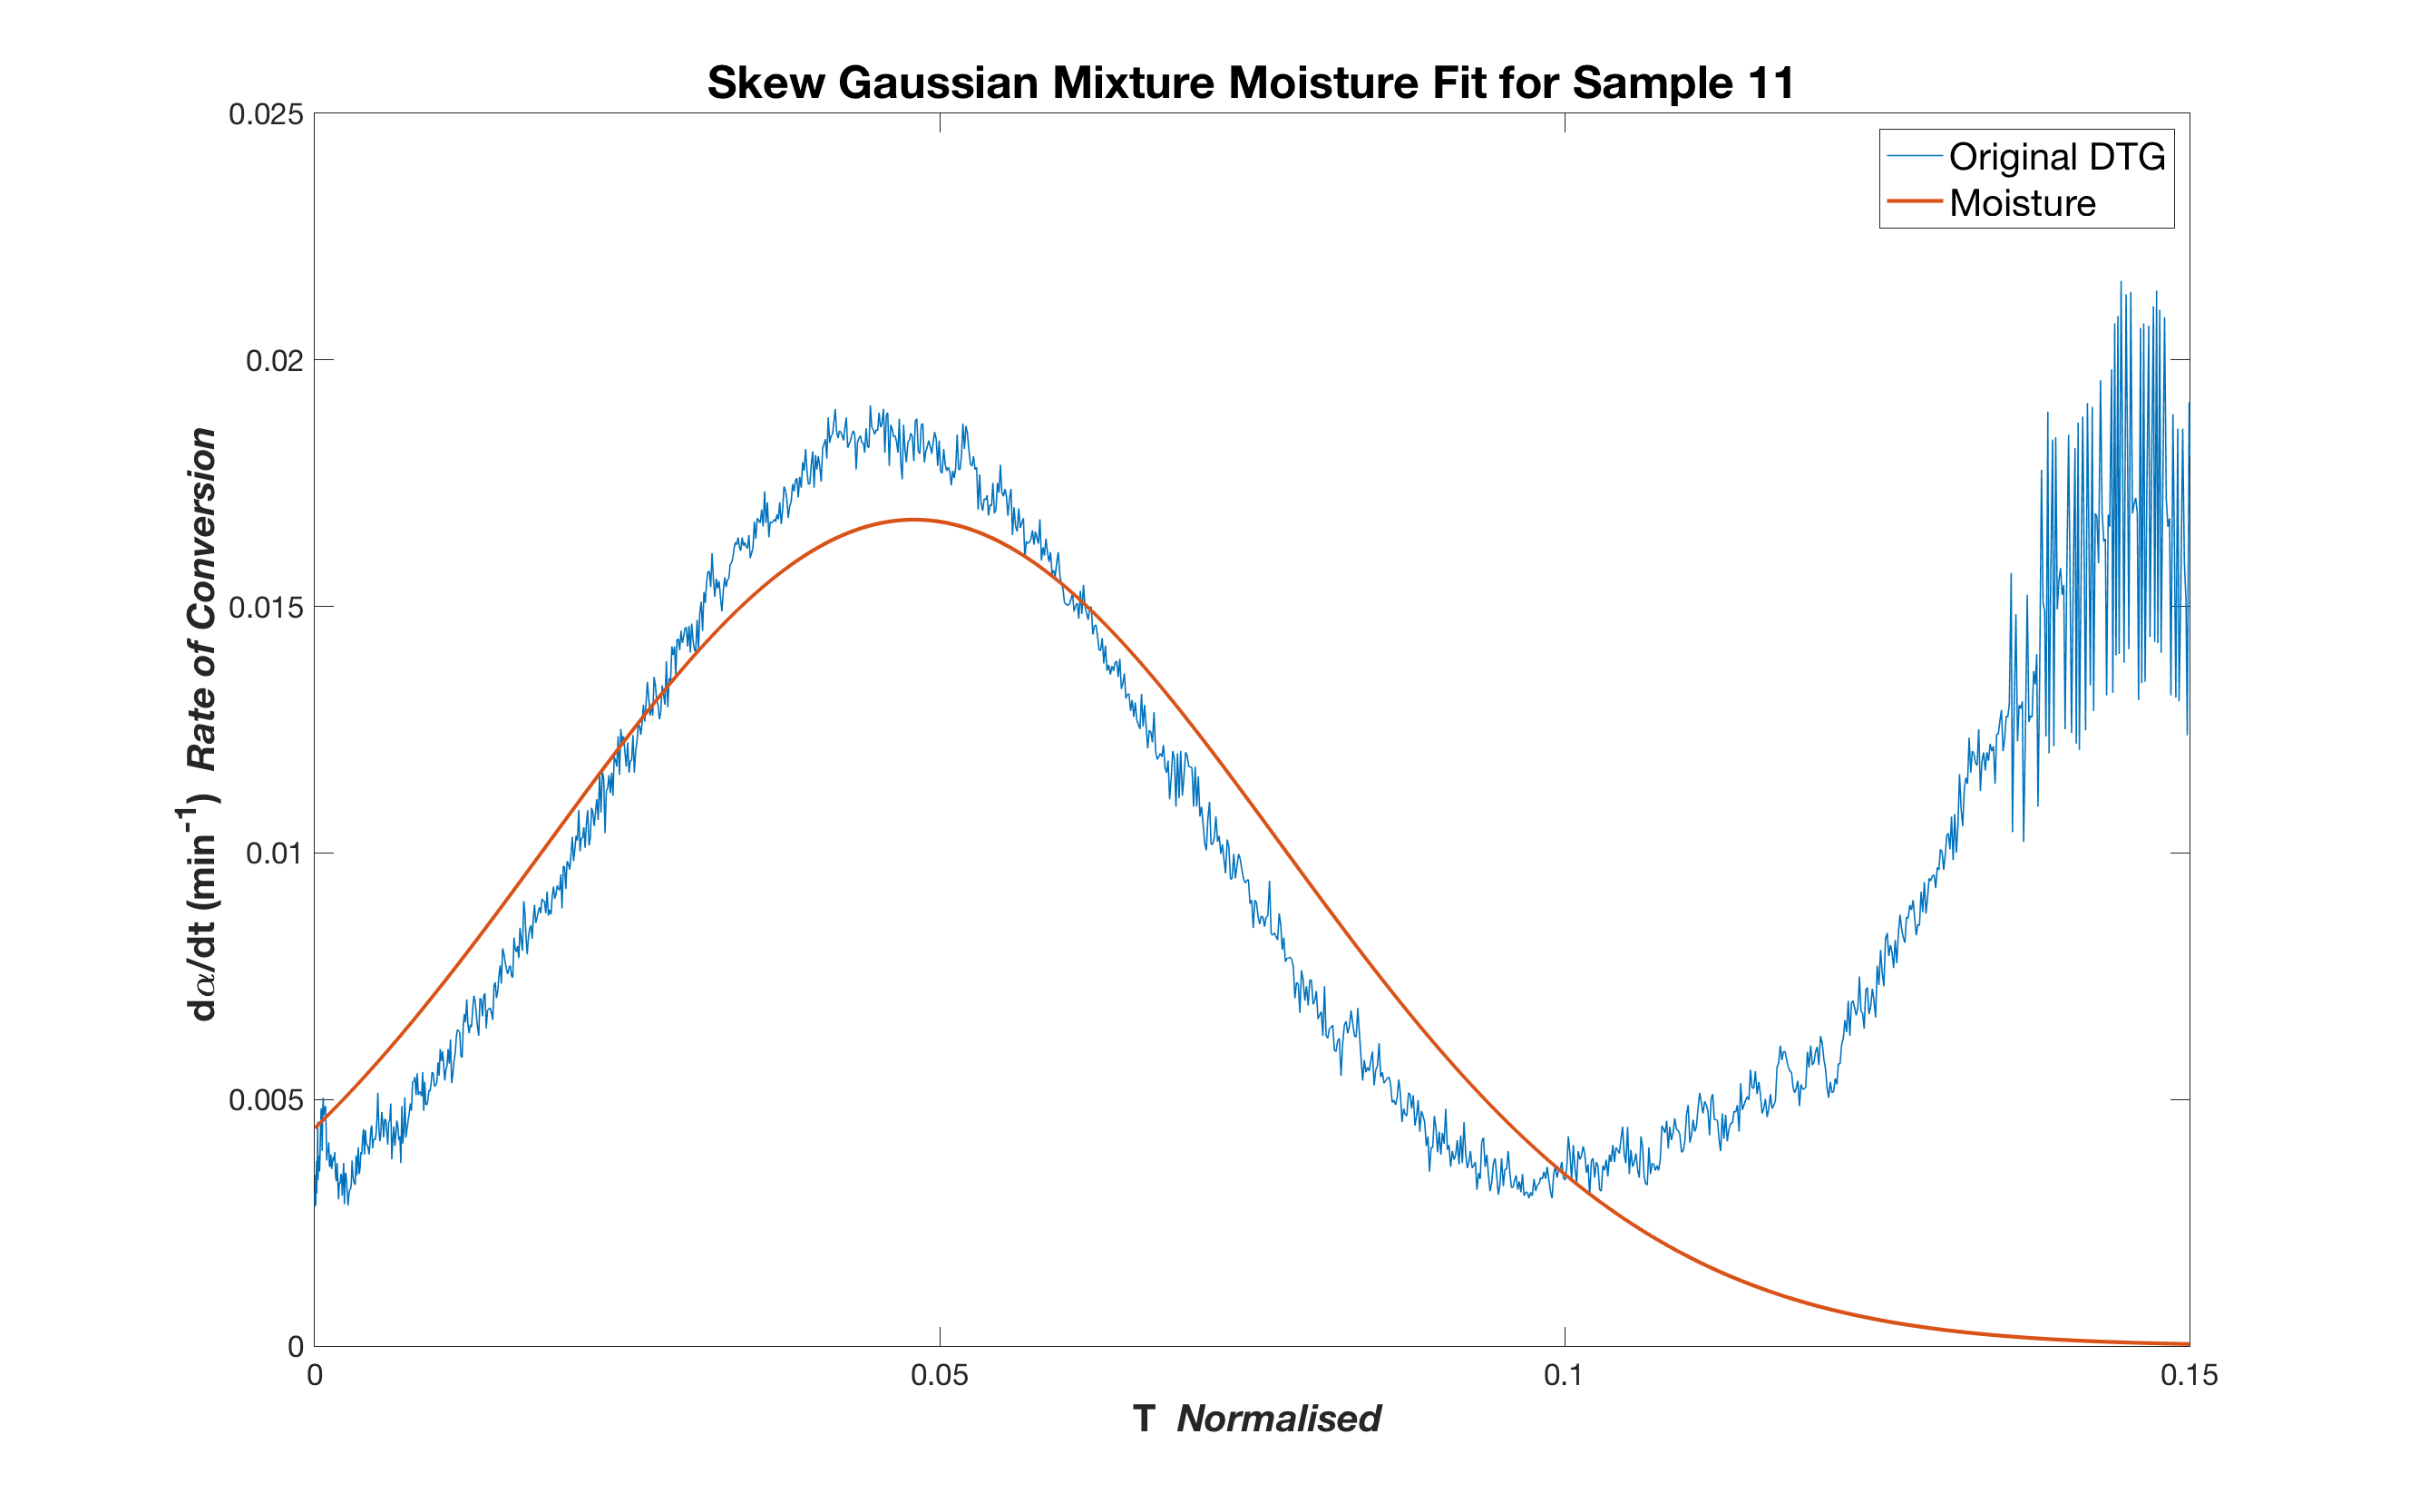 Skew Gaussian Mixture Moisture Fit for Sample 11
0.025
0.02
0.015
0.01
0.005
0
0
0.05
0.1
0.15
dα/dt (min-1) Rate of Conversion
T Normalised
Original DTG
Moisture